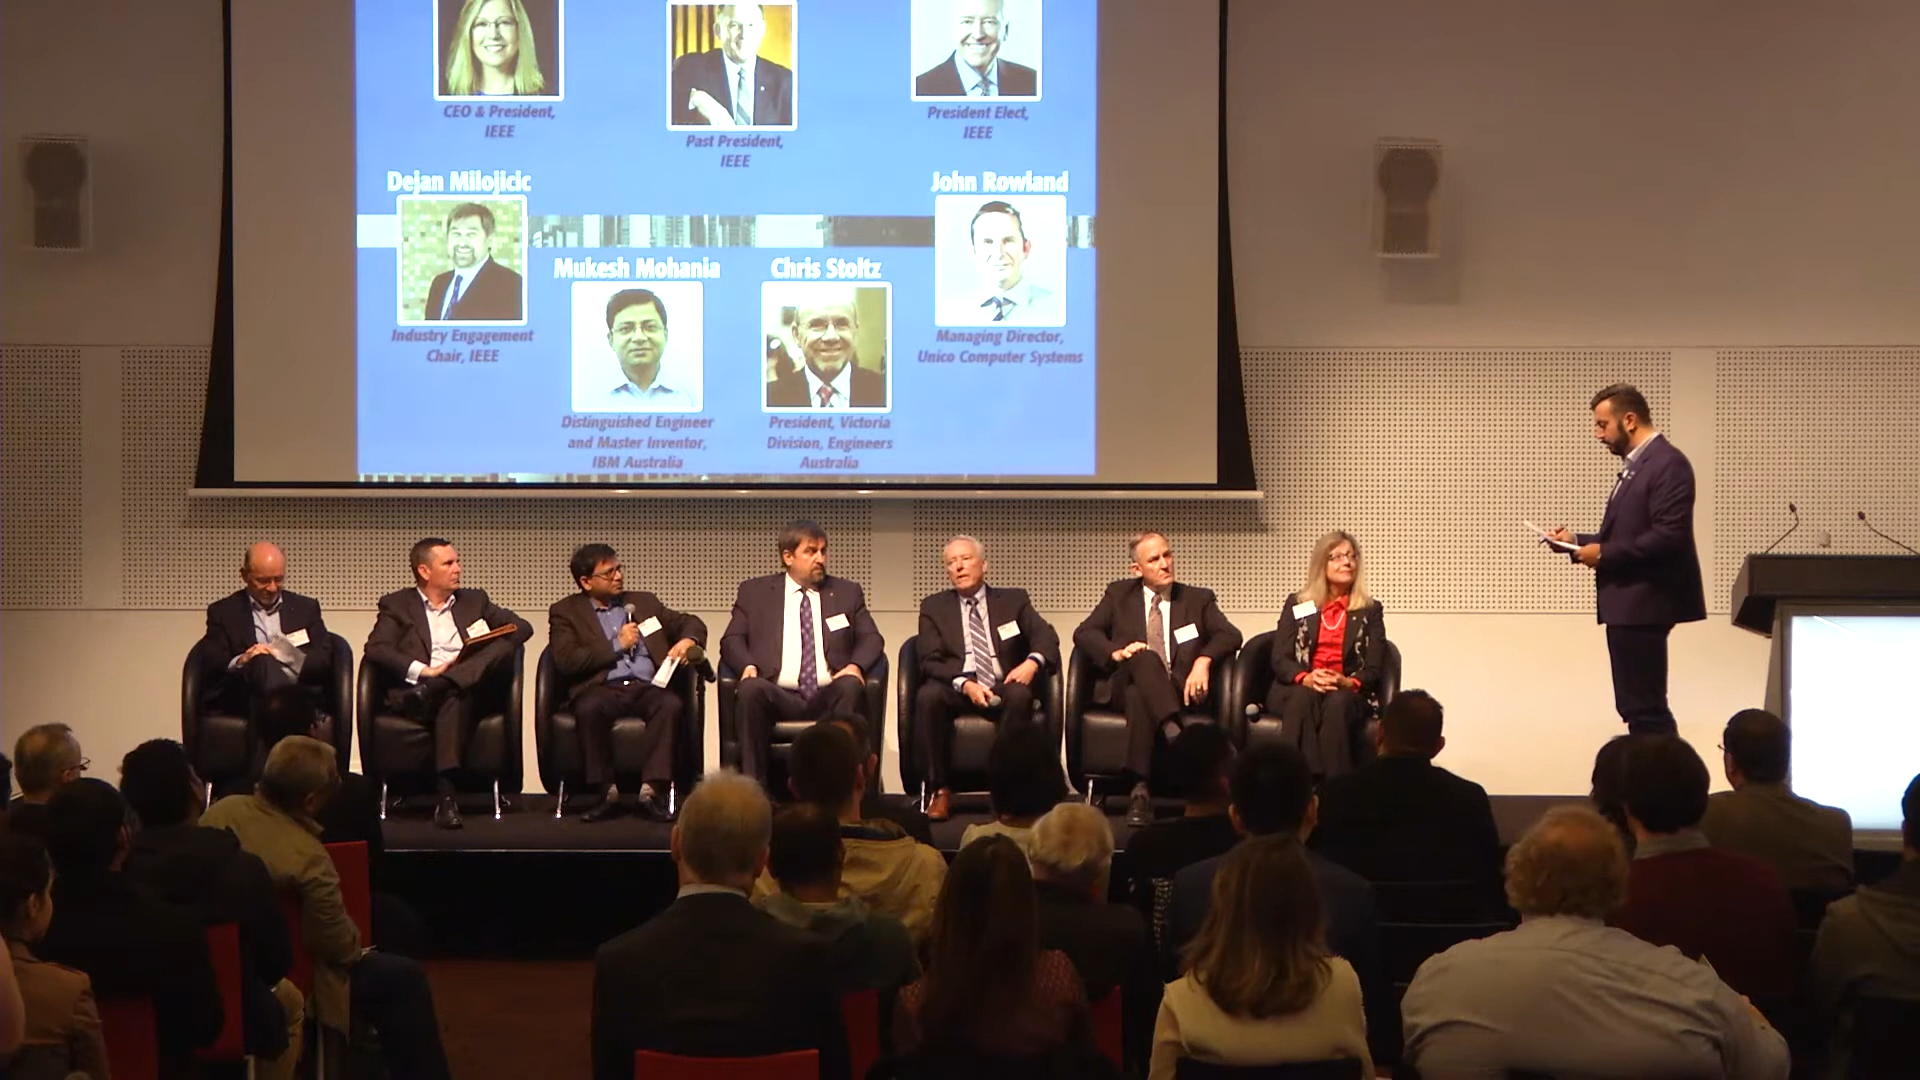 CEO & President,
IEEE
Past President,
IEEE
President Elect,
IEEE
Dejan Milojicic
Industry Engagement
Chair, IEEE
Mukesh Mohania
Distinguished Engineer
and Master Inventor,
IBM Australia
Chris Stoltz
President, Victoria
Division, Engineers
Australia
John Rowland
Managing Director,
Unico Computer Systems